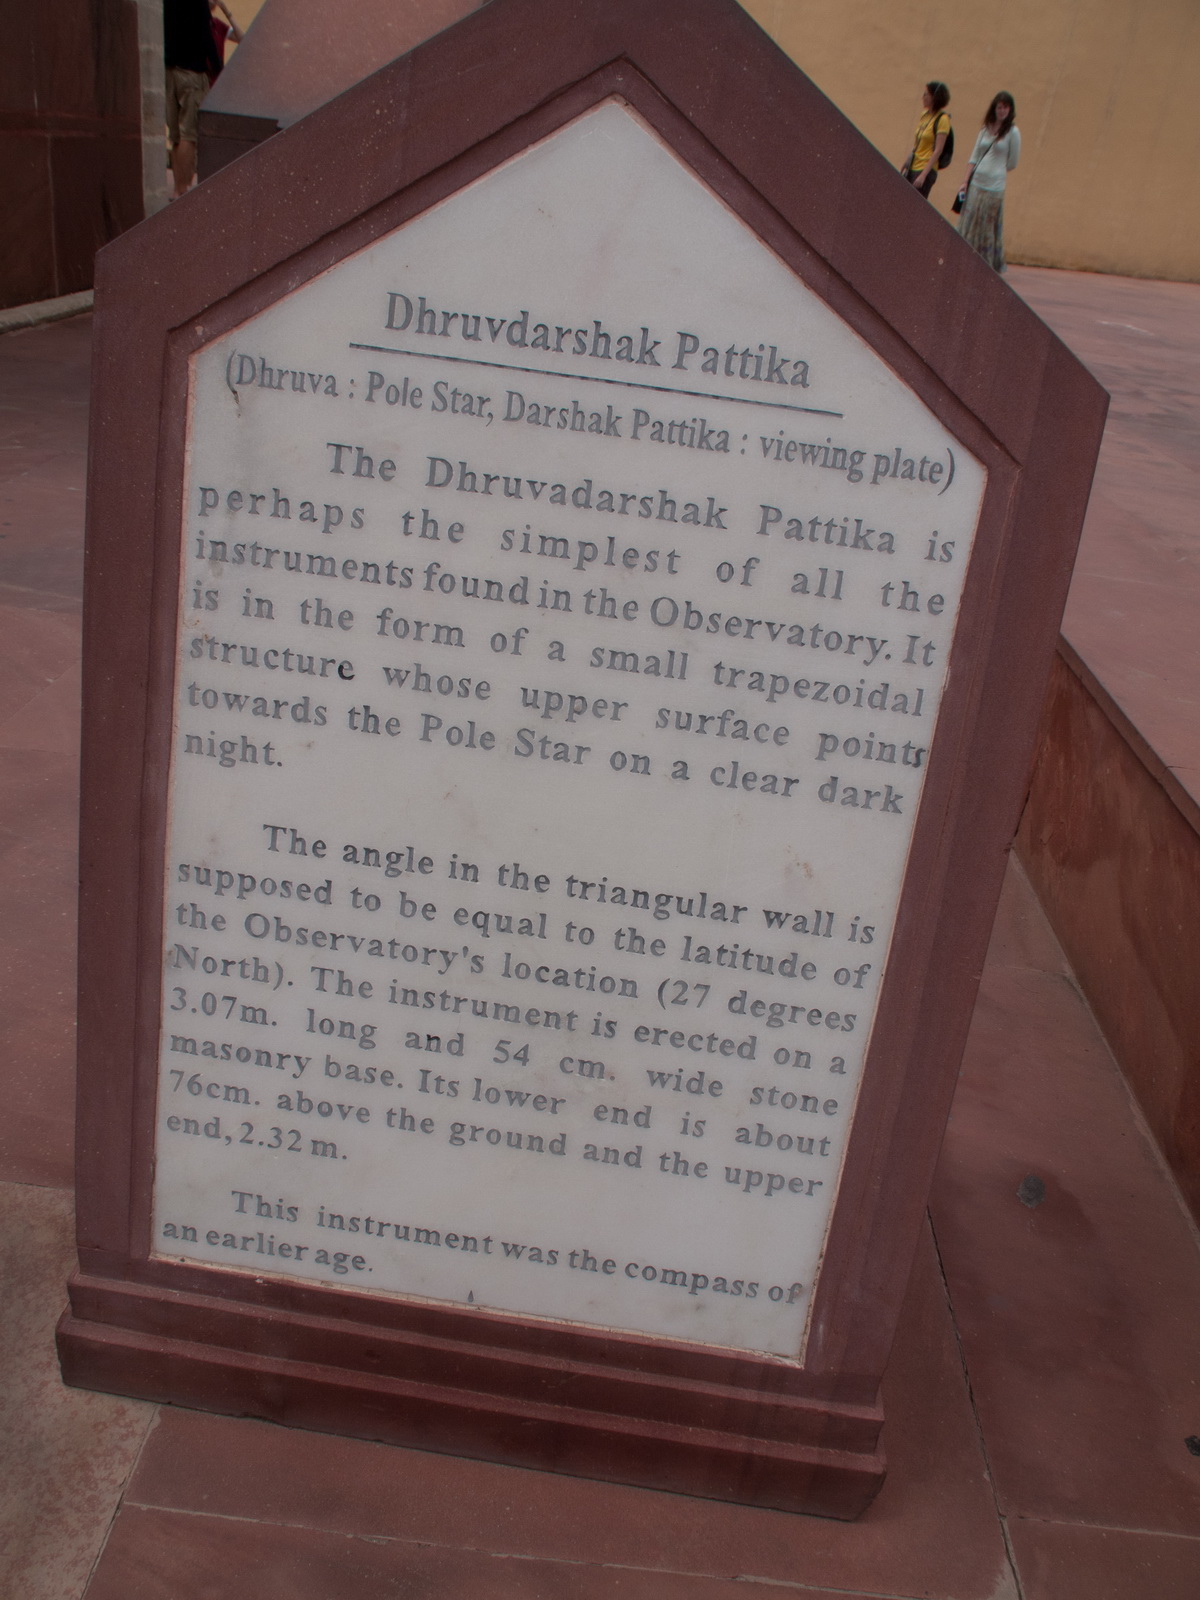 Dhruvdarshak Pattika
(Dhruva : Pole Star, Darshak Pattika : viewing plate)
The Dhruvadarshak Pattika is
perhaps the simplest of all the
instruments found in the Observatory. It
is in the form of a small trapezoidal
structure whose upper surface points
towards the Pole Star on a clear dark
night.
The angle in the triangular wall is
supposed to be equal to the latitude of
the Observatory's location (27 degrees
North). The instrument is erected on a
3.07m. long and 54 cm. wide stone
masonry base. Its lower end is about
76cm. above the ground and the upper
end, 2.32 m.
This instrument was the compass of
an earlier age.